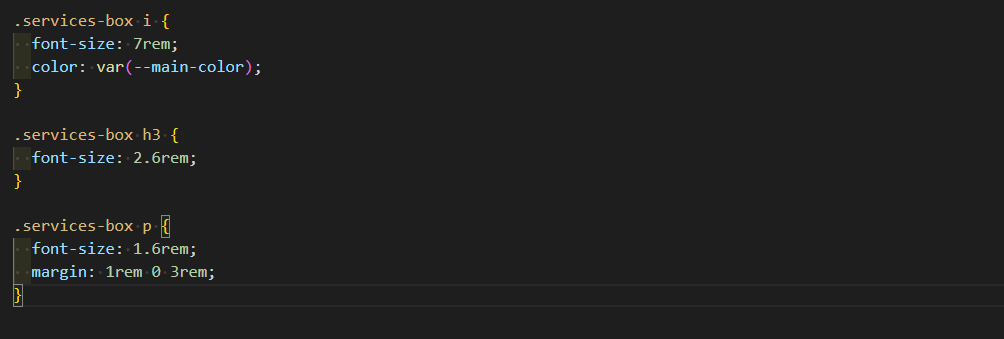 .services-box i {
  font-size: 7rem;
  color: var(--main-color);
}

.services-box h3 {
  font-size: 2.6rem;
}

.services-box p {
  font-size: 1.6rem;
  margin: 1rem 0 3rem;
}